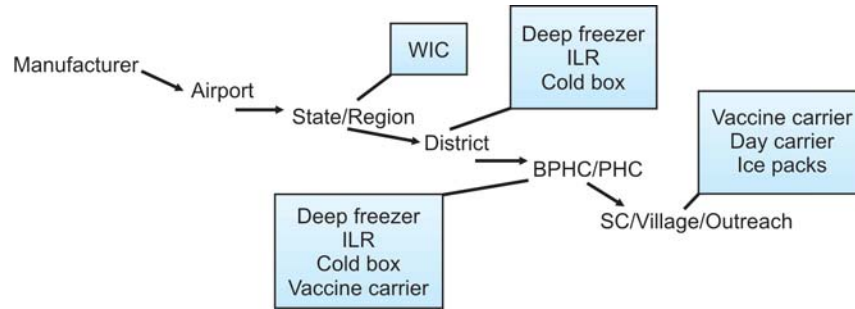 Manufacturer
Airport
State/Region
WIC
District
Deep freezer
ILR
Cold box
BPHC/PHC
Deep freezer
ILR
Cold box
Vaccine carrier
SC/Village/Outreach
Vaccine carrier
Day carrier
Ice packs